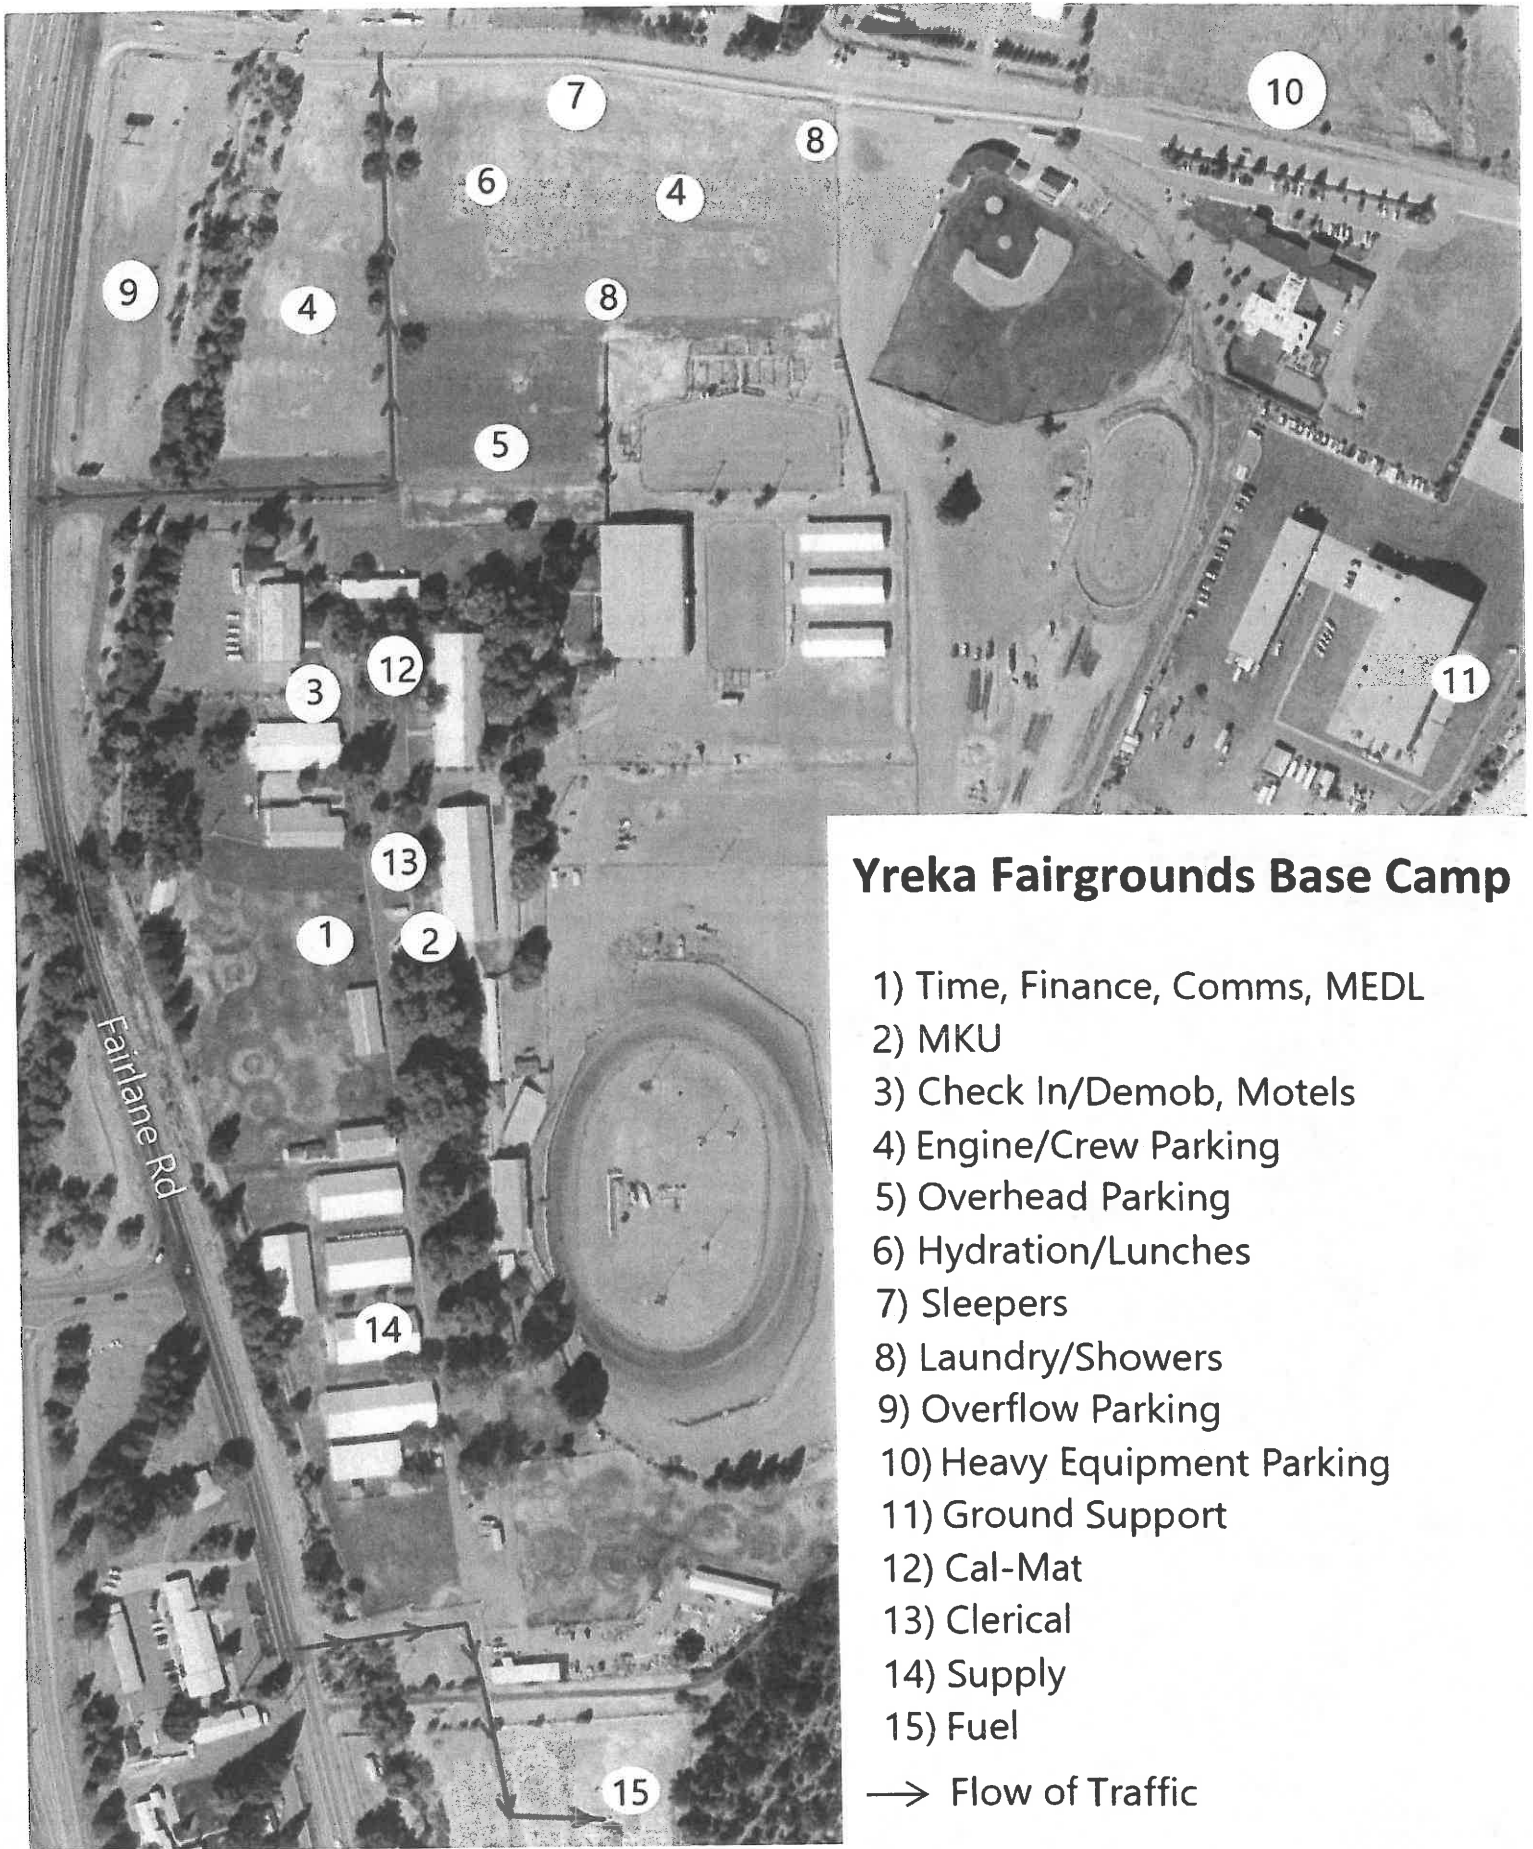 7
10
8
6
4
9
4
8
5
12
3
11
13
1
2
Fairlane Rd
14
15
Yreka Fairgrounds Base Camp
1) Time, Finance, Comms, MEDL
2) MKU
3) Check In/Demob, Motels
4) Engine/Crew Parking
5) Overhead Parking
6) Hydration/Lunches
7) Sleepers
8) Laundry/Showers
9) Overflow Parking
10) Heavy Equipment Parking
11) Ground Support
12) Cal-Mat
13) Clerical
14) Supply
15) Fuel
→ Flow of Traffic